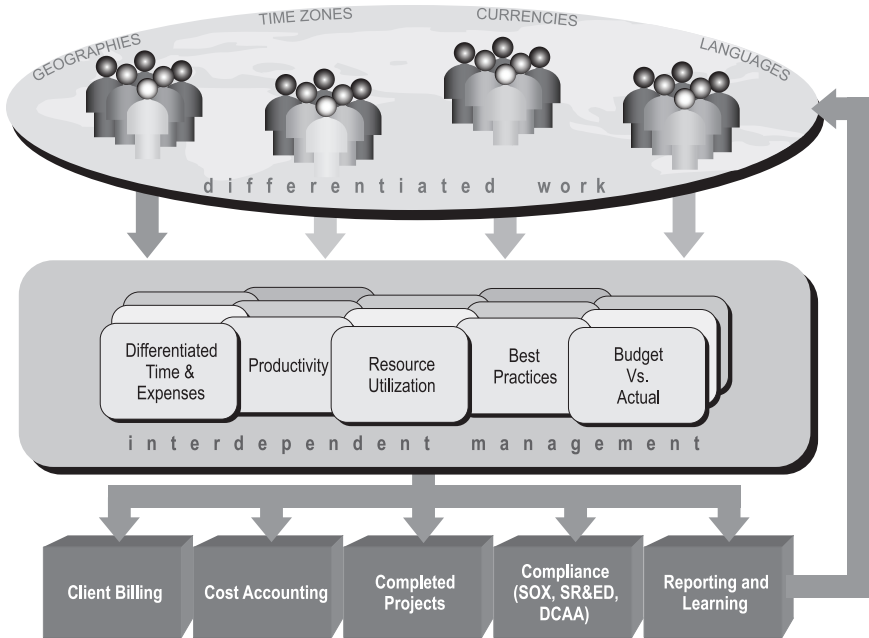 GEOGRAPHIES
TIME ZONES
CURRENCIES
LANGUAGES
differentiated work
Differentiated
Time &
Expenses
Productivity
Resource
Utilization
Best
Practices
Budget
Vs.
Actual
interdependent management
Client Billing
Cost Accounting
Completed
Projects
Compliance
(SOX, SR&ED,
DCAA)
Reporting and
Learning